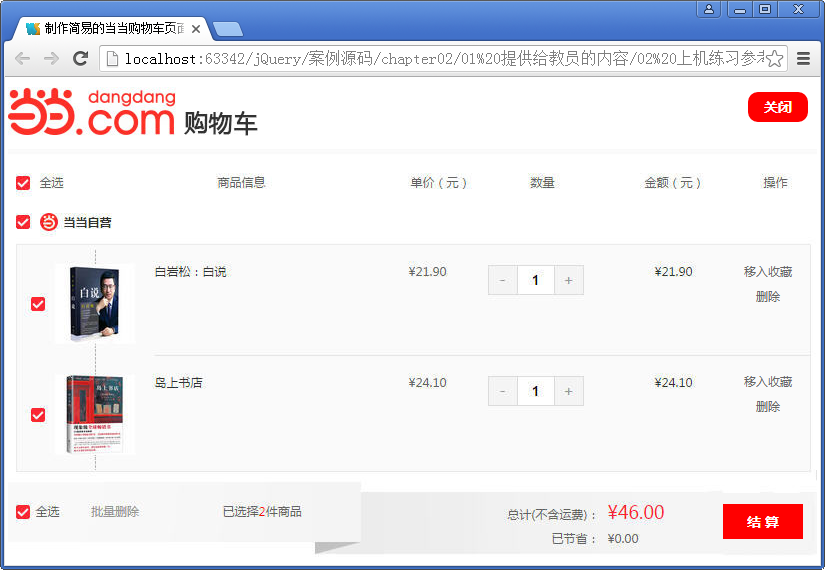 制作简易的当当购物车页面
localhost:63342/jQuery/案例源码/chapter02/01%20提供给教员的内容/02%20上机练习参考
dangdang
当当.com 购物车
关闭
全选 商品信息 单价（元） 数量 金额（元） 操作
当当自营
白岩松：白说 ¥21.90 - 1 + ¥21.90 移入收藏
删除
白说
岛上书店 ¥24.10 - 1 + ¥24.10 移入收藏
删除
岛上书店
全选 批量删除 已选择2件商品 总计(不含运费)： ¥46.00 结 算
已节省： ¥0.00